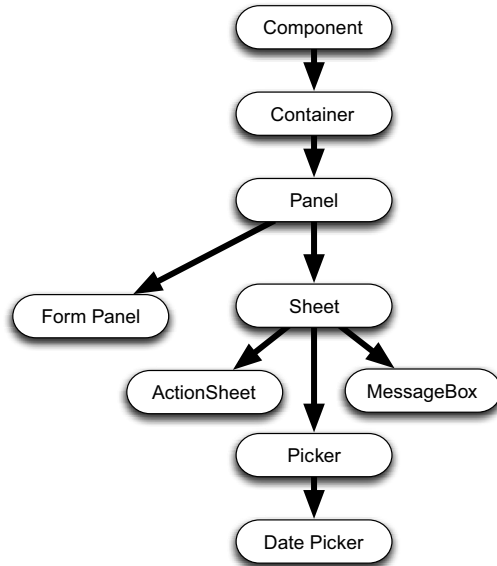 Component
Container
Panel
Form Panel
Sheet
ActionSheet
MessageBox
Picker
Date Picker